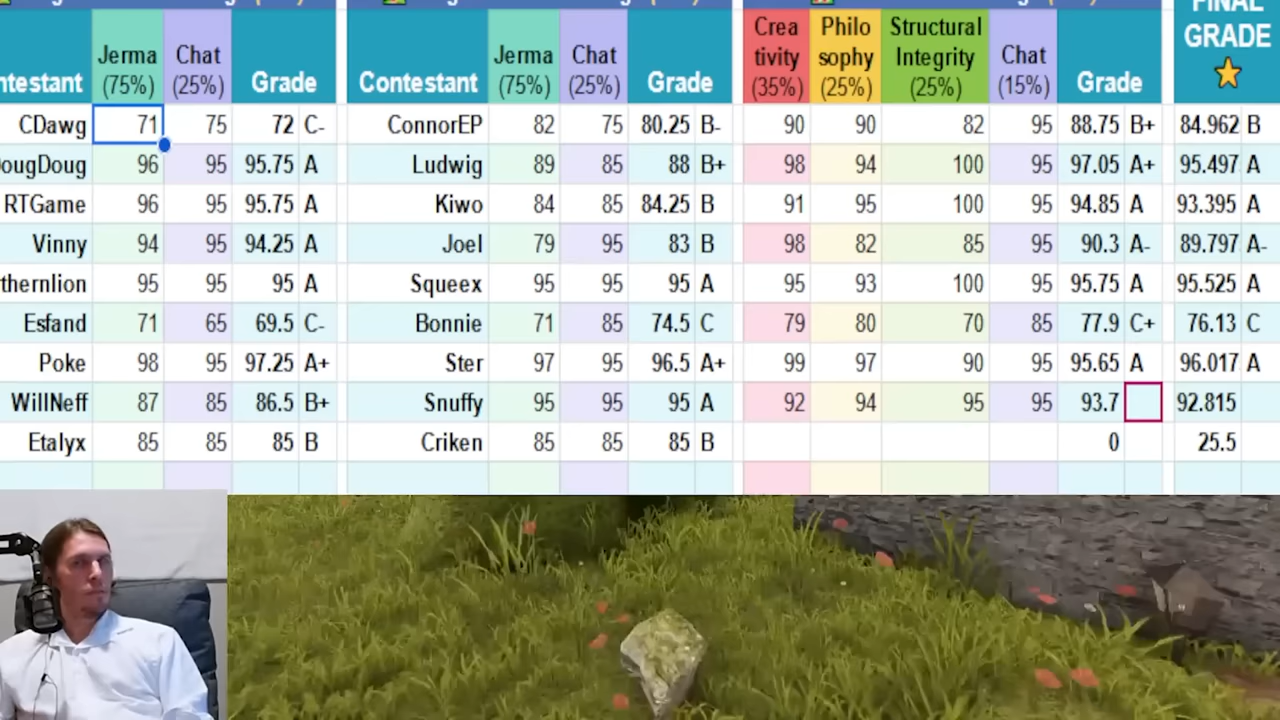 FINAL
GRADE
ntestant Jerma (75%) Chat (25%) Grade Contestant Jerma (75%) Chat (25%) Grade Crea tivity (35%) Philo sophy (25%) Structural Integrity (25%) Chat (15%) Grade
CDawg 71 75 72 C- ConnorEP 82 75 80.25 B- 90 90 82 95 88.75 B+ 84.962 B
ougDoug 96 95 95.75 A Ludwig 89 85 88 B+ 98 94 100 95 97.05 A+ 95.497 A
RTGame 96 95 95.75 A Kiwo 84 85 84.25 B 91 95 100 95 94.85 A 93.395 A
Vinny 94 95 94.25 A Joel 79 95 83 B 98 82 85 95 90.3 A- 89.797 A-
thernlion 95 95 95 A Squeex 95 95 95 A 95 93 100 95 95.75 A 95.525 A
Esfand 71 65 69.5 C- Bonnie 71 85 74.5 C 79 80 70 85 77.9 C+ 76.13 C
Poke 98 95 97.25 A+ Ster 97 95 96.5 A+ 99 97 90 95 95.65 A 96.017 A
WillNeff 87 85 86.5 B+ Snuffy 95 95 95 A 92 94 95 95 93.7 92.815
Etalyx 85 85 85 B Criken 85 85 85 B 0 25.5